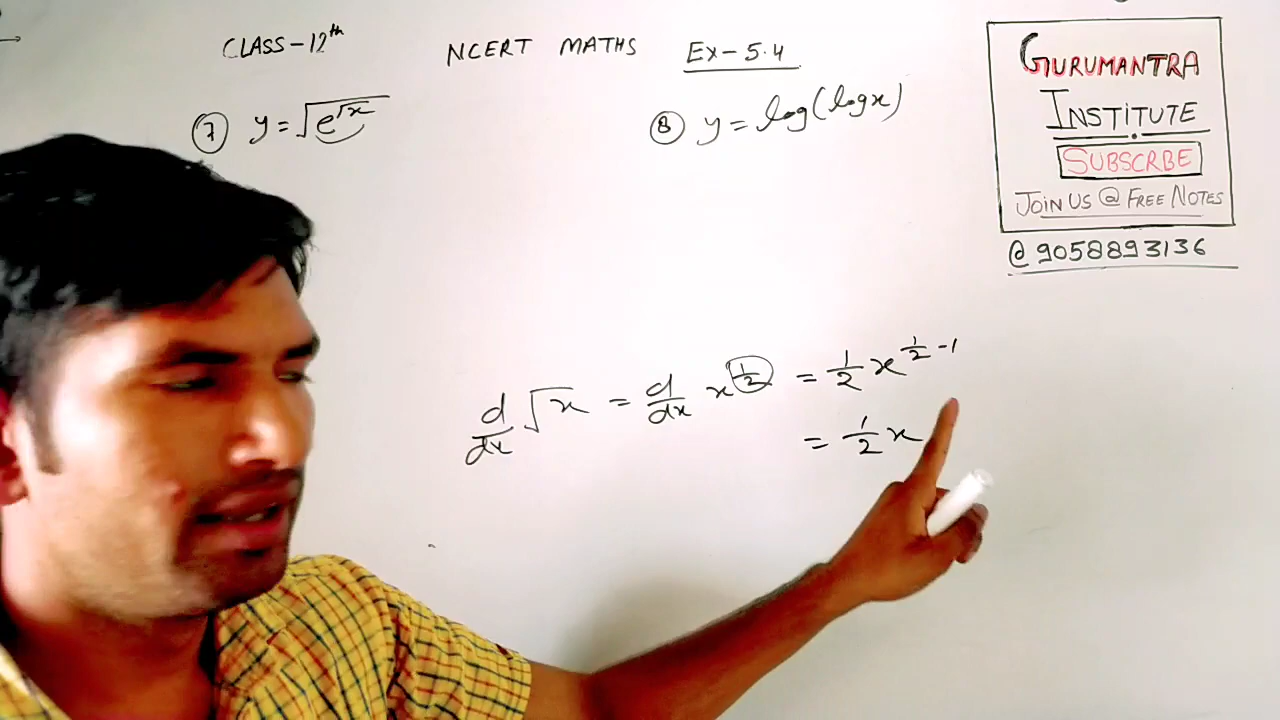 CLASS-12th NCERT MATHS Ex-5.4
⑦ y = √(e^√x)
⑧ y = log(logx)
GURUMANTRA
INSTITUTE
SUBSCRBE
JOIN US @ FREE NOTES
@ 9058893136
d/dx √x = d/dx x^(1/2) = 1/2 x^(1/2 - 1)
= 1/2 x